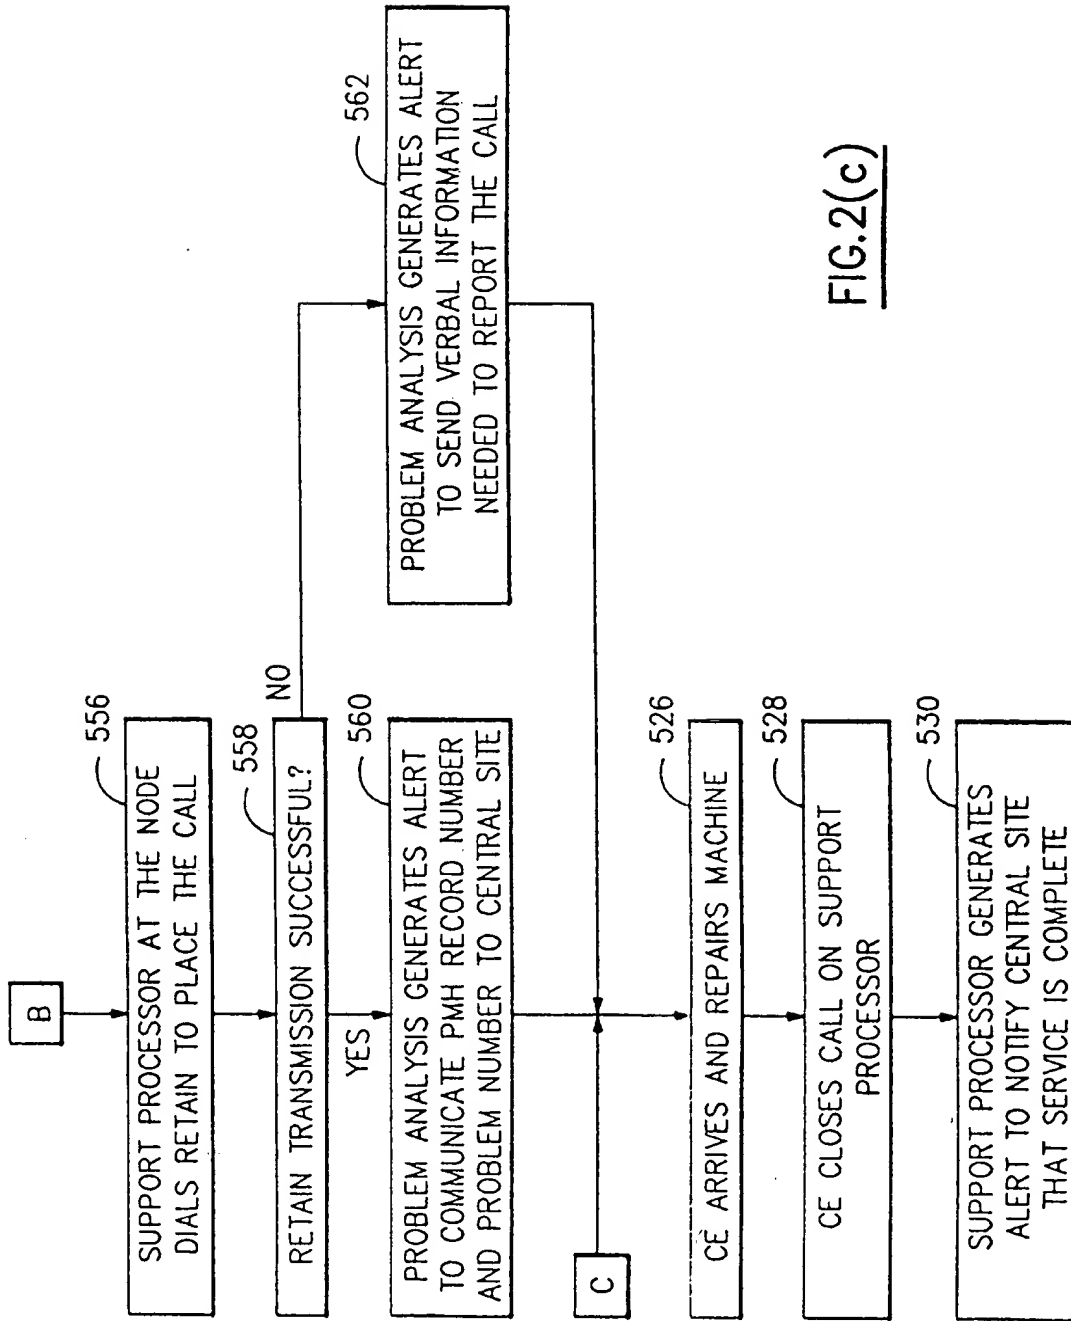 B
556
SUPPORT PROCESSOR AT THE NODE
DIALS RETAIN TO PLACE THE CALL
558
RETAIN TRANSMISSION SUCCESSFUL?
NO
YES
560
PROBLEM ANALYSIS GENERATES ALERT
TO COMMUNICATE PMH RECORD NUMBER
AND PROBLEM NUMBER TO CENTRAL SITE
562
PROBLEM ANALYSIS GENERATES ALERT
TO SEND VERBAL INFORMATION
NEEDED TO REPORT THE CALL
C
526
CE ARRIVES AND REPAIRS MACHINE
528
CE CLOSES CALL ON SUPPORT
PROCESSOR
530
SUPPORT PROCESSOR GENERATES
ALERT TO NOTIFY CENTRAL SITE
THAT SERVICE IS COMPLETE
FIG.2(c)